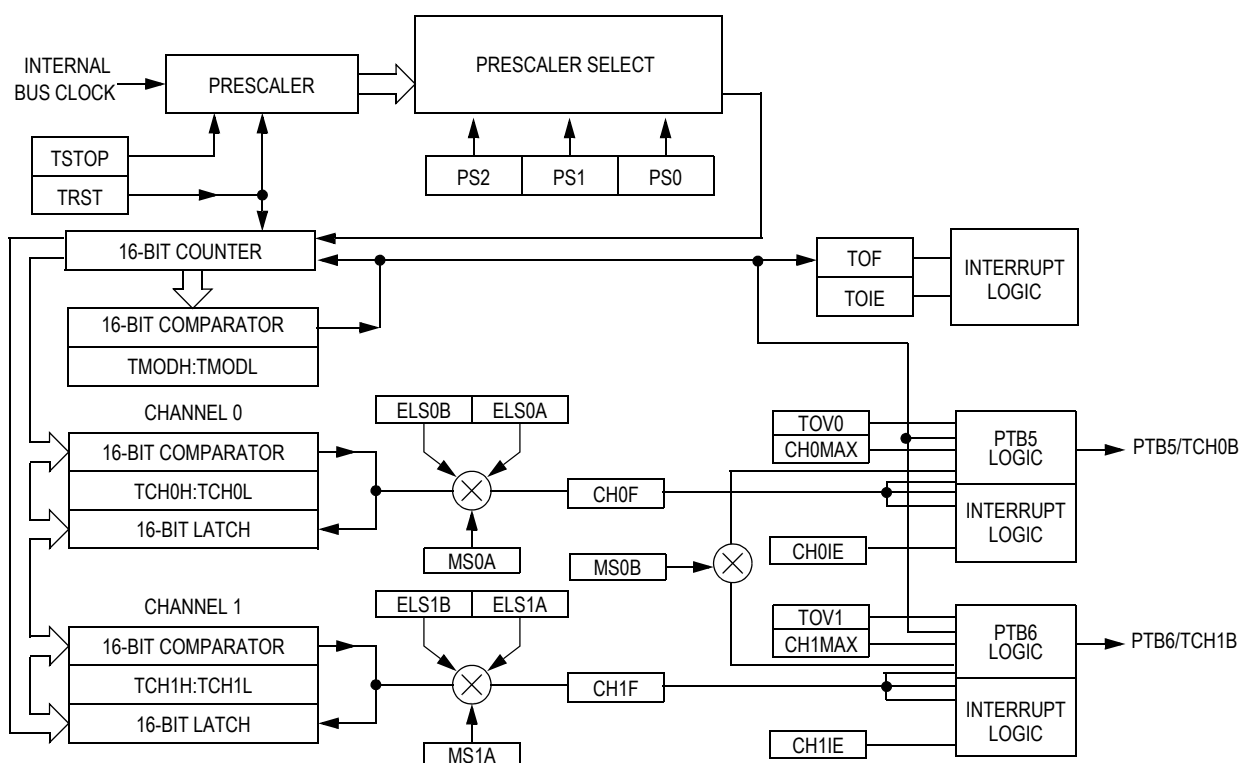 INTERNAL
BUS CLOCK
PRESCALER
PRESCALER SELECT
TSTOP
TRST
PS2
PS1
PS0
16-BIT COUNTER
TOF
TOIE
INTERRUPT
LOGIC
16-BIT COMPARATOR
TMODH:TMODL
CHANNEL 0
16-BIT COMPARATOR
TCH0H:TCH0L
16-BIT LATCH
ELS0B
ELS0A
MS0A
CH0F
MS0B
TOV0
CH0MAX
CH0IE
PTB5
LOGIC
INTERRUPT
LOGIC
PTB5/TCH0B
CHANNEL 1
16-BIT COMPARATOR
TCH1H:TCH1L
16-BIT LATCH
ELS1B
ELS1A
MS1A
CH1F
TOV1
CH1MAX
CH1IE
PTB6
LOGIC
INTERRUPT
LOGIC
PTB6/TCH1B